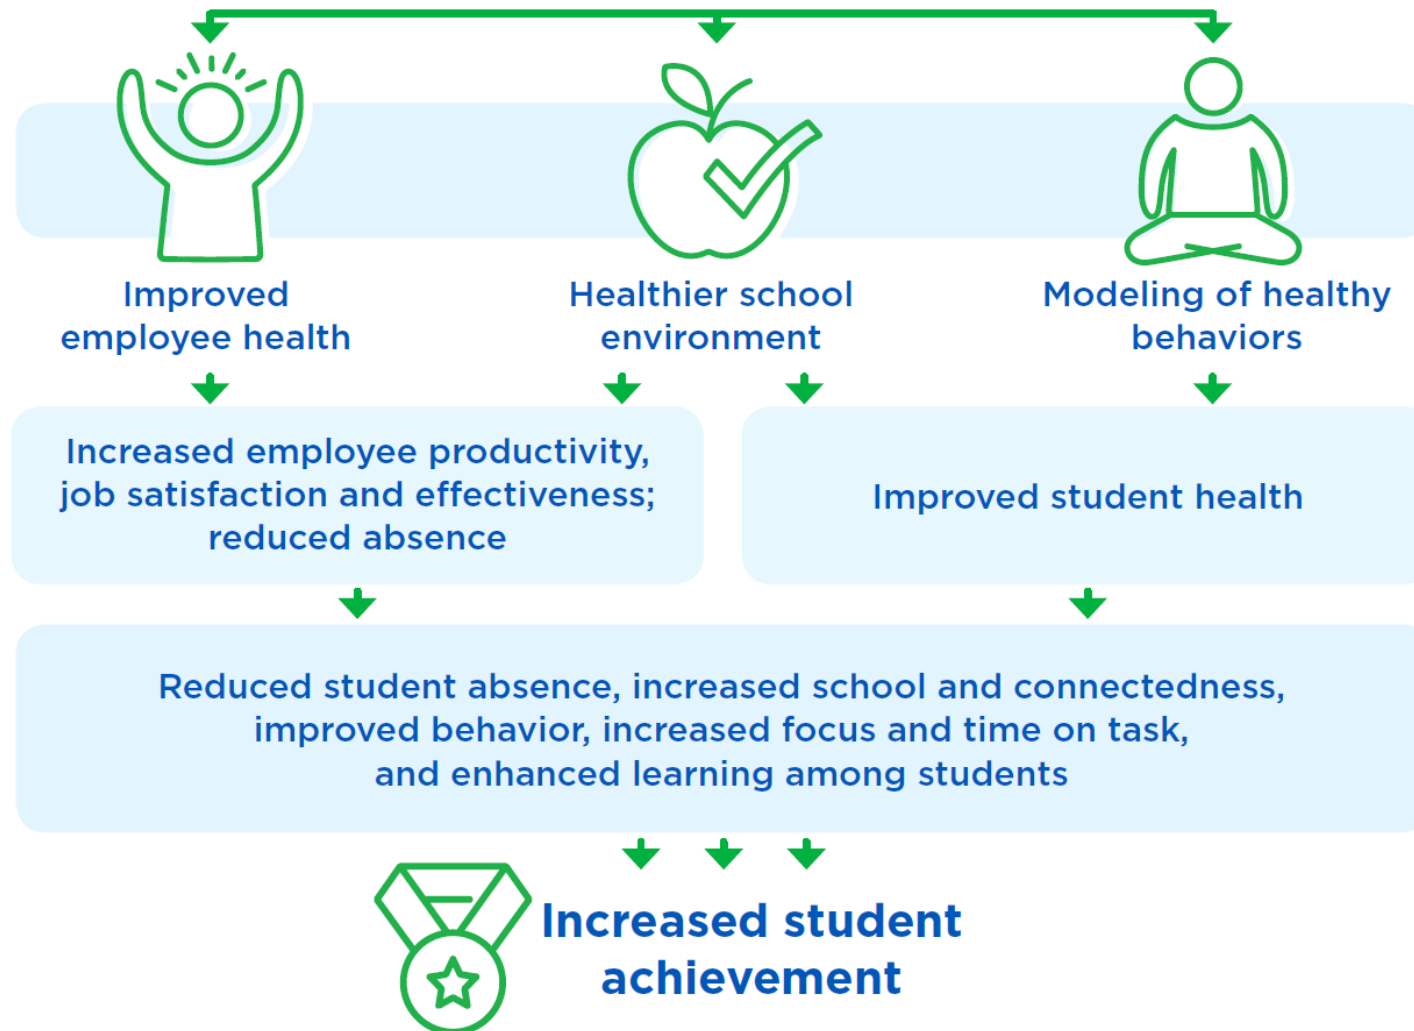 Improved
employee health
Healthier school
environment
Modeling of healthy
behaviors
Increased employee productivity,
job satisfaction and effectiveness;
reduced absence
Improved student health
Reduced student absence, increased school and connectedness,
improved behavior, increased focus and time on task,
and enhanced learning among students
Increased student
achievement